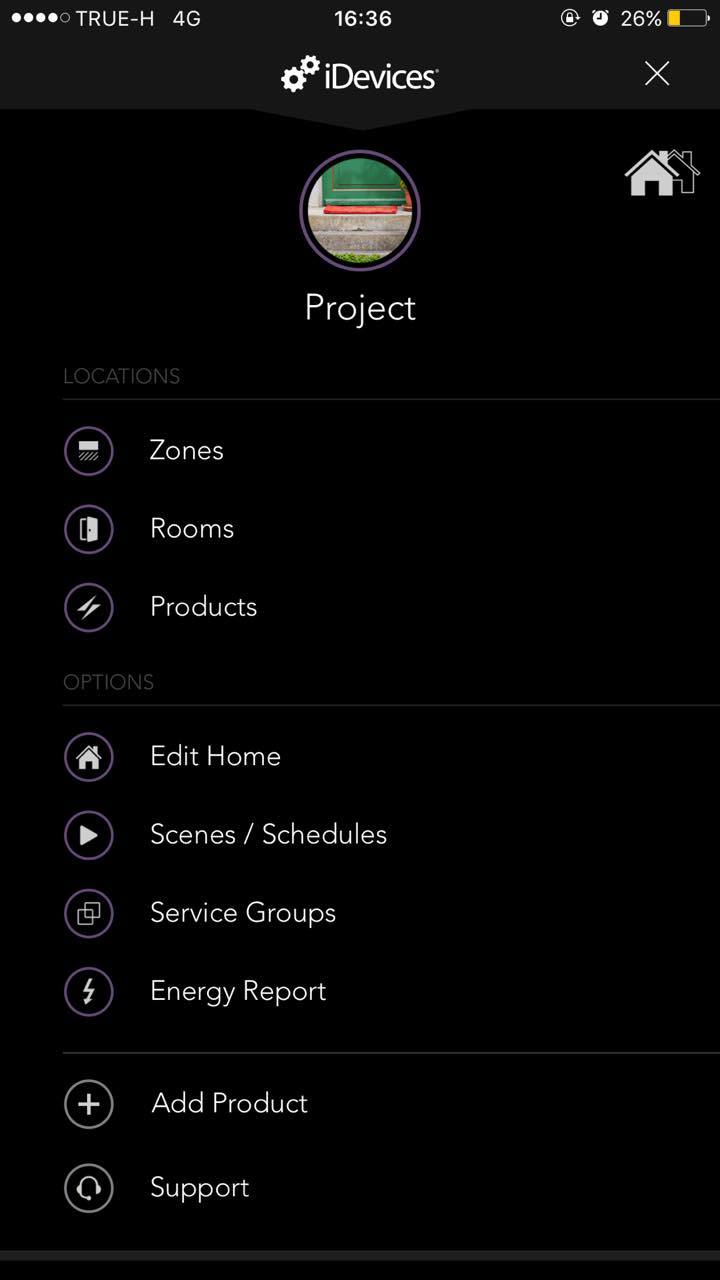 TRUE-H 4G 16:36 26%
iDevices®
Project
LOCATIONS
Zones
Rooms
Products
OPTIONS
Edit Home
Scenes / Schedules
Service Groups
Energy Report
Add Product
Support